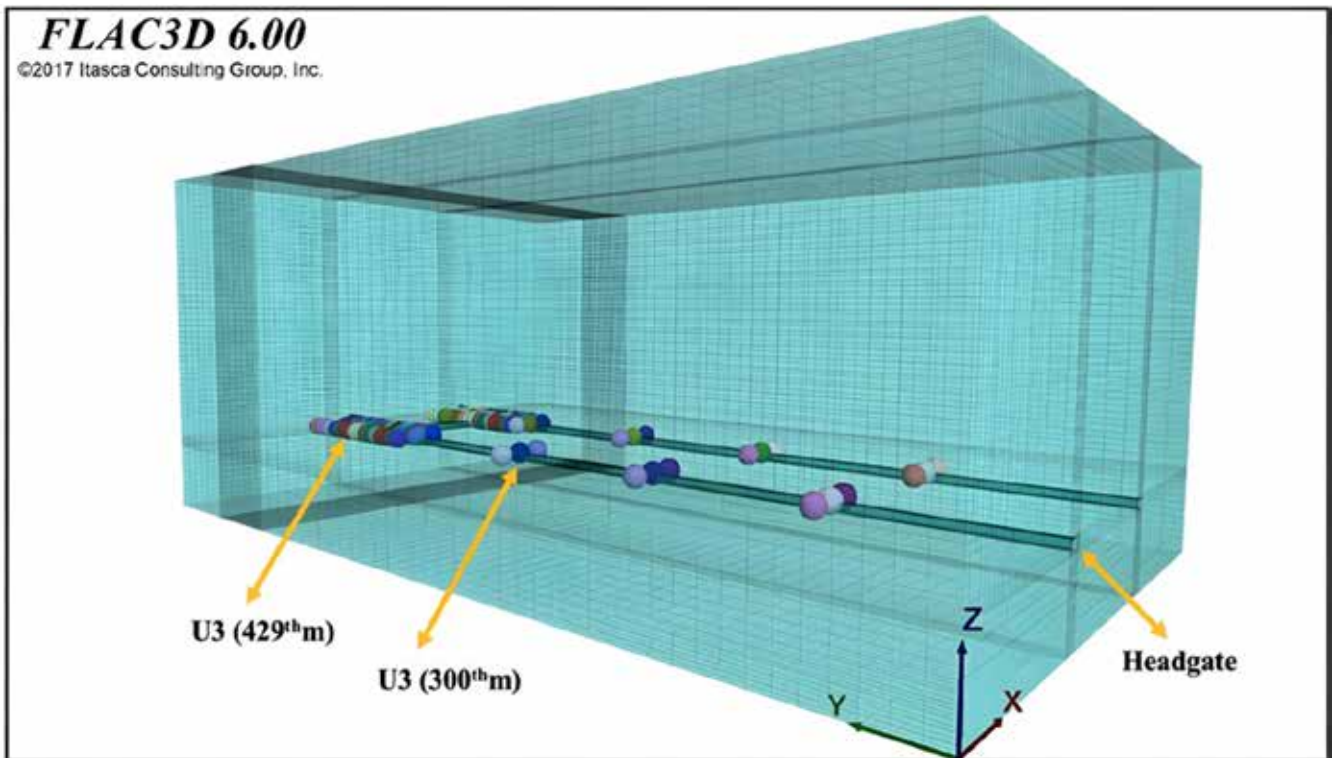 FLAC3D 6.00
©2017 Itasca Consulting Group, Inc.
U3 (429ᵗʰm)
U3 (300ᵗʰm)
Headgate
Z
Y
X